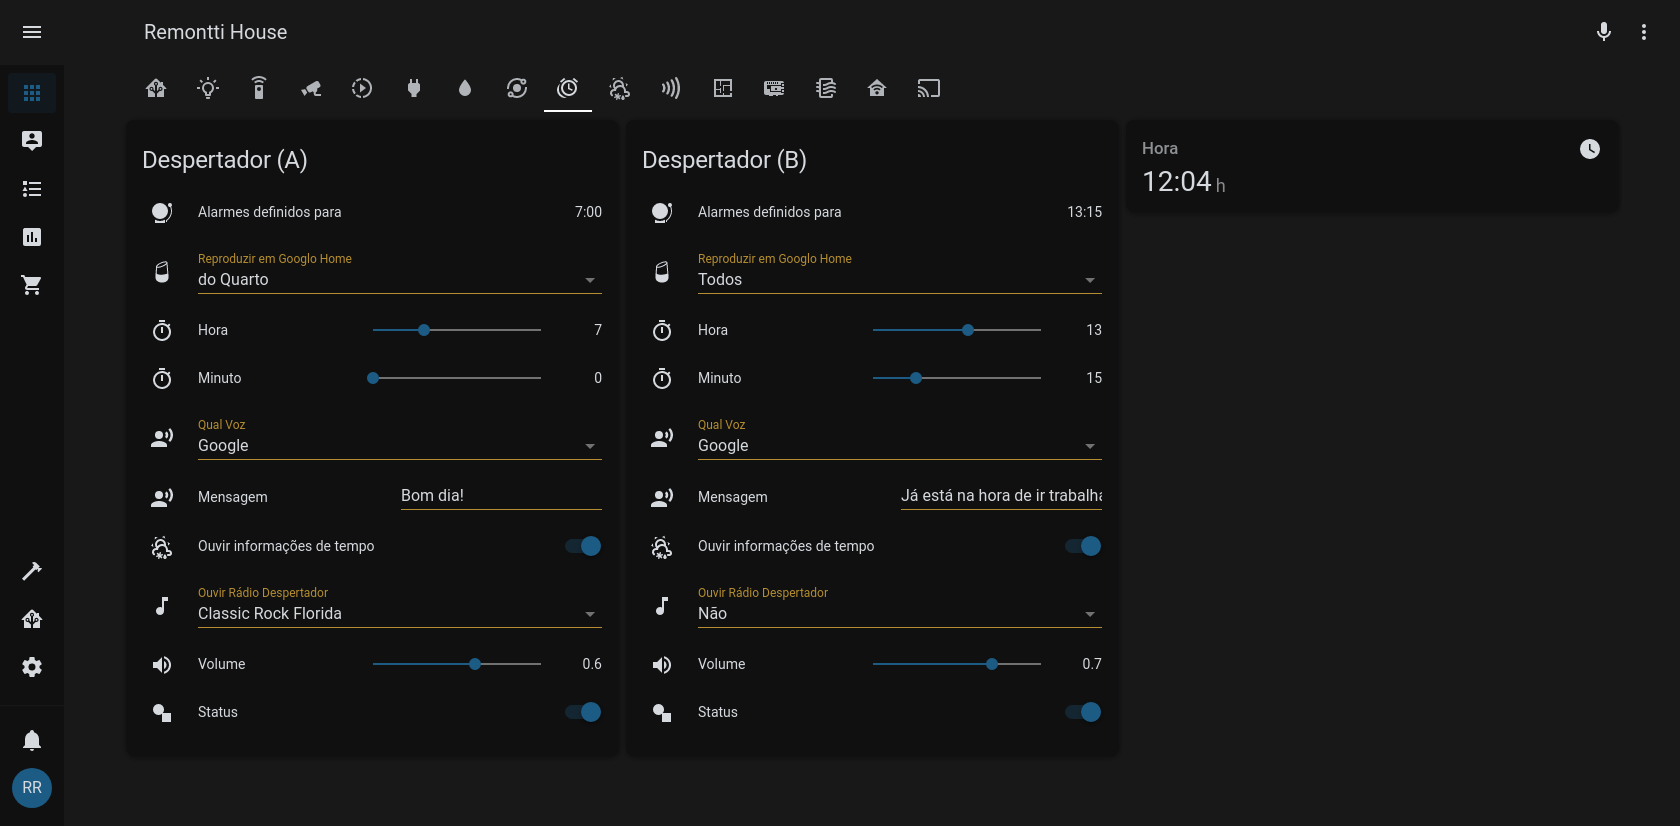 Remontti House
Despertador (A)
Alarmes definidos para 7:00
Reproduzir em Googlo Home
do Quarto
Hora 7
Minuto 0
Qual Voz
Google
Mensagem Bom dia!
Ouvir informações de tempo
Ouvir Rádio Despertador
Classic Rock Florida
Volume 0.6
Status
Despertador (B)
Alarmes definidos para 13:15
Reproduzir em Googlo Home
Todos
Hora 13
Minuto 15
Qual Voz
Google
Mensagem Já está na hora de ir trabalha
Ouvir informações de tempo
Ouvir Rádio Despertador
Não
Volume 0.7
Status
Hora
12:04 h
RR